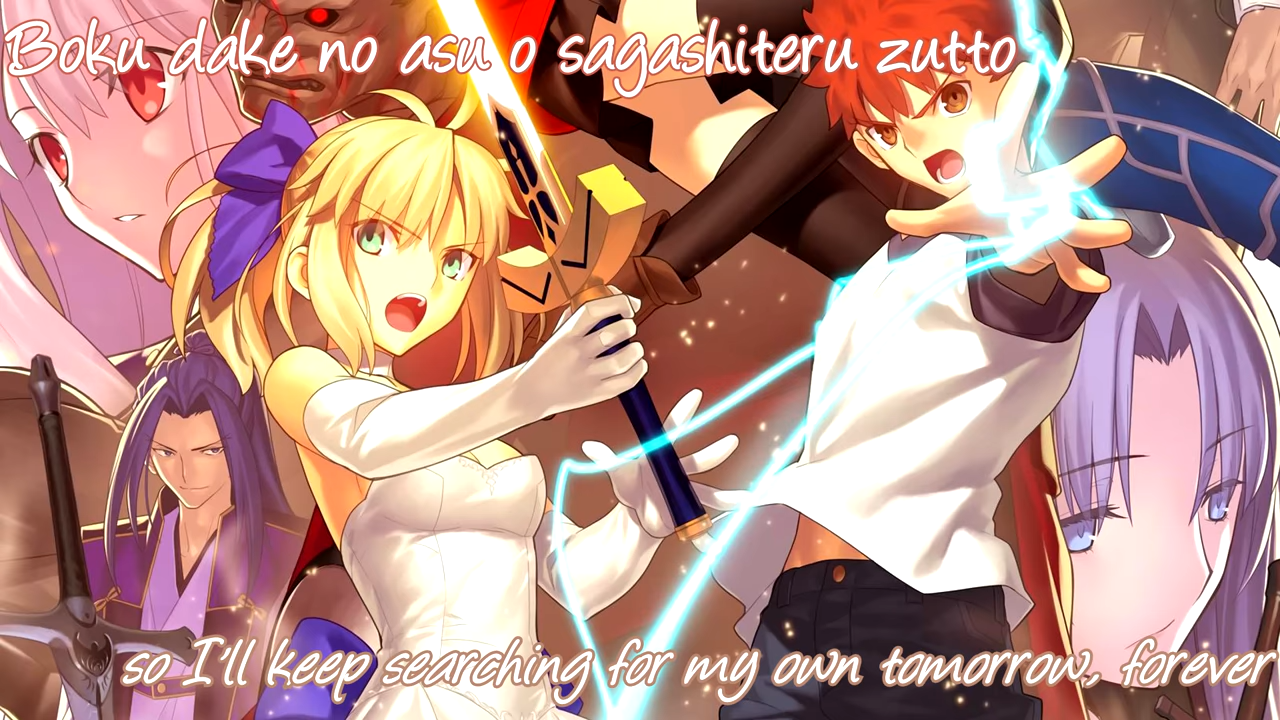 Boku dake no asu o sagashiteru zutto
so I'll keep searching for my own tomorrow, forever